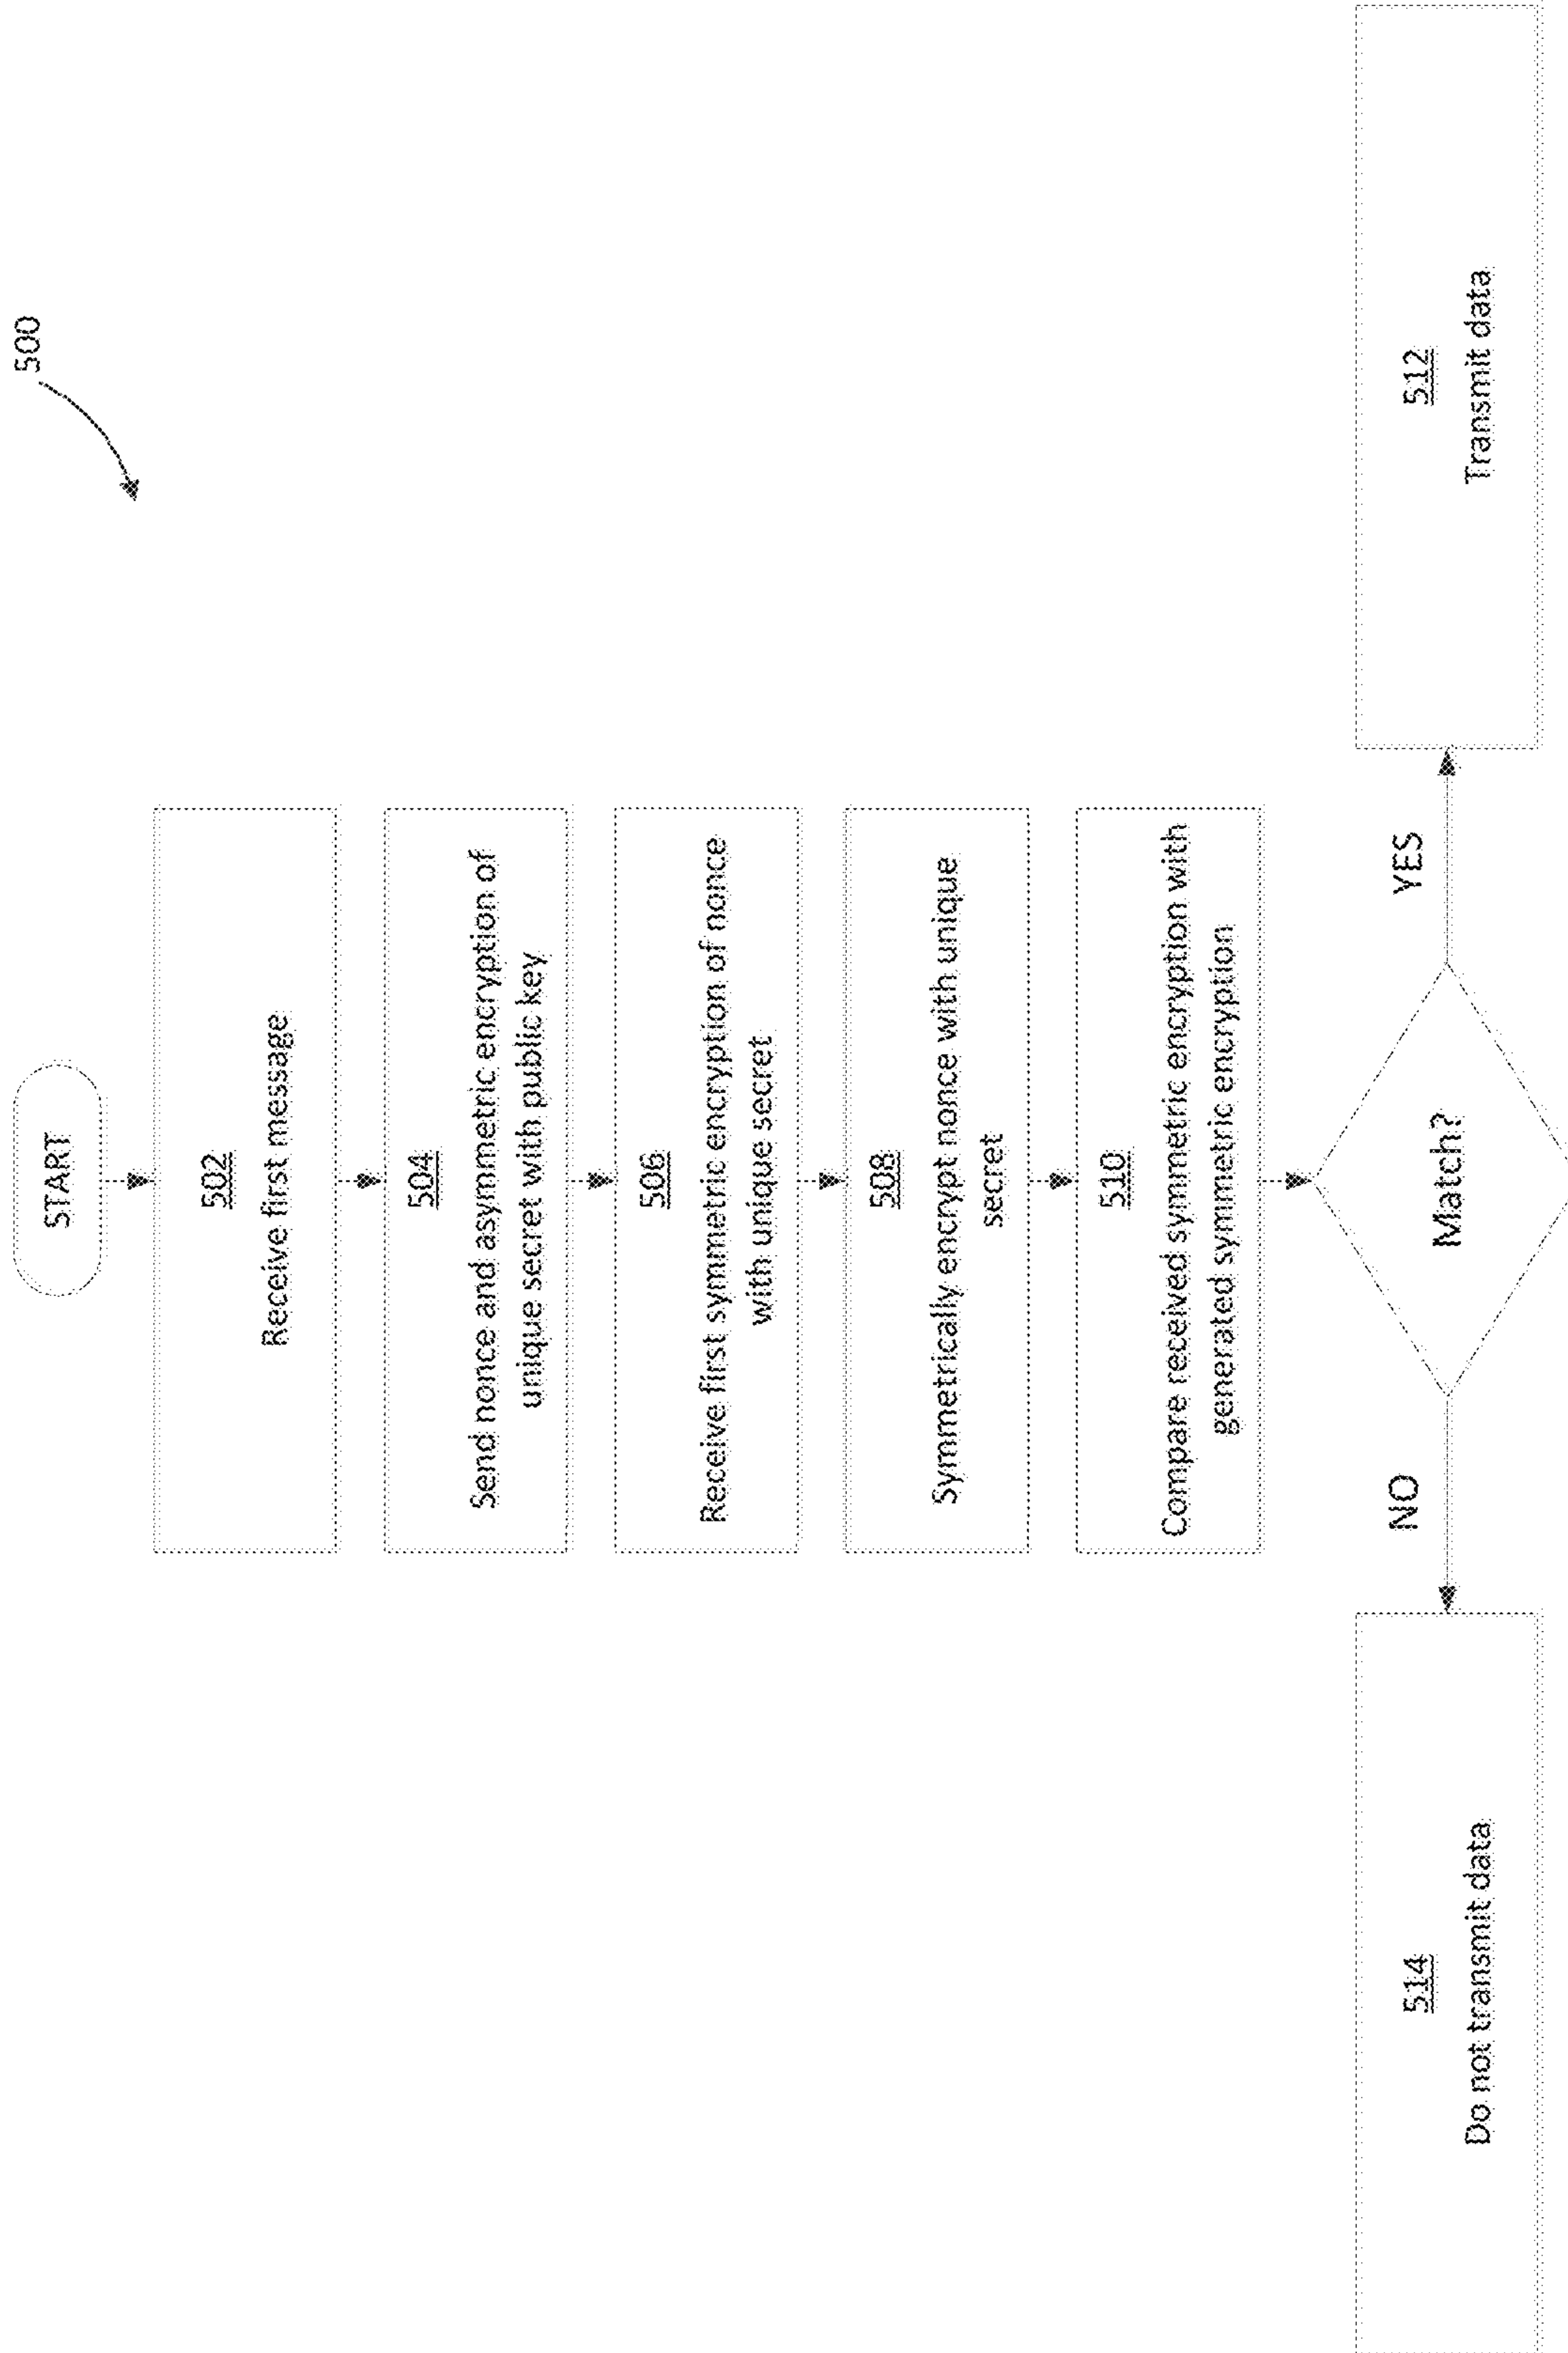 500
START
502
Receive first message
504
Send nonce and asymmetric encryption of
unique secret with public key
506
Receive first symmetric encryption of nonce
with unique secret
508
Symmetrically encrypt nonce with unique
secret
510
Compare received symmetric encryption with
generated symmetric encryption
Match?
NO
YES
514
Do not transmit data
512
Transmit data